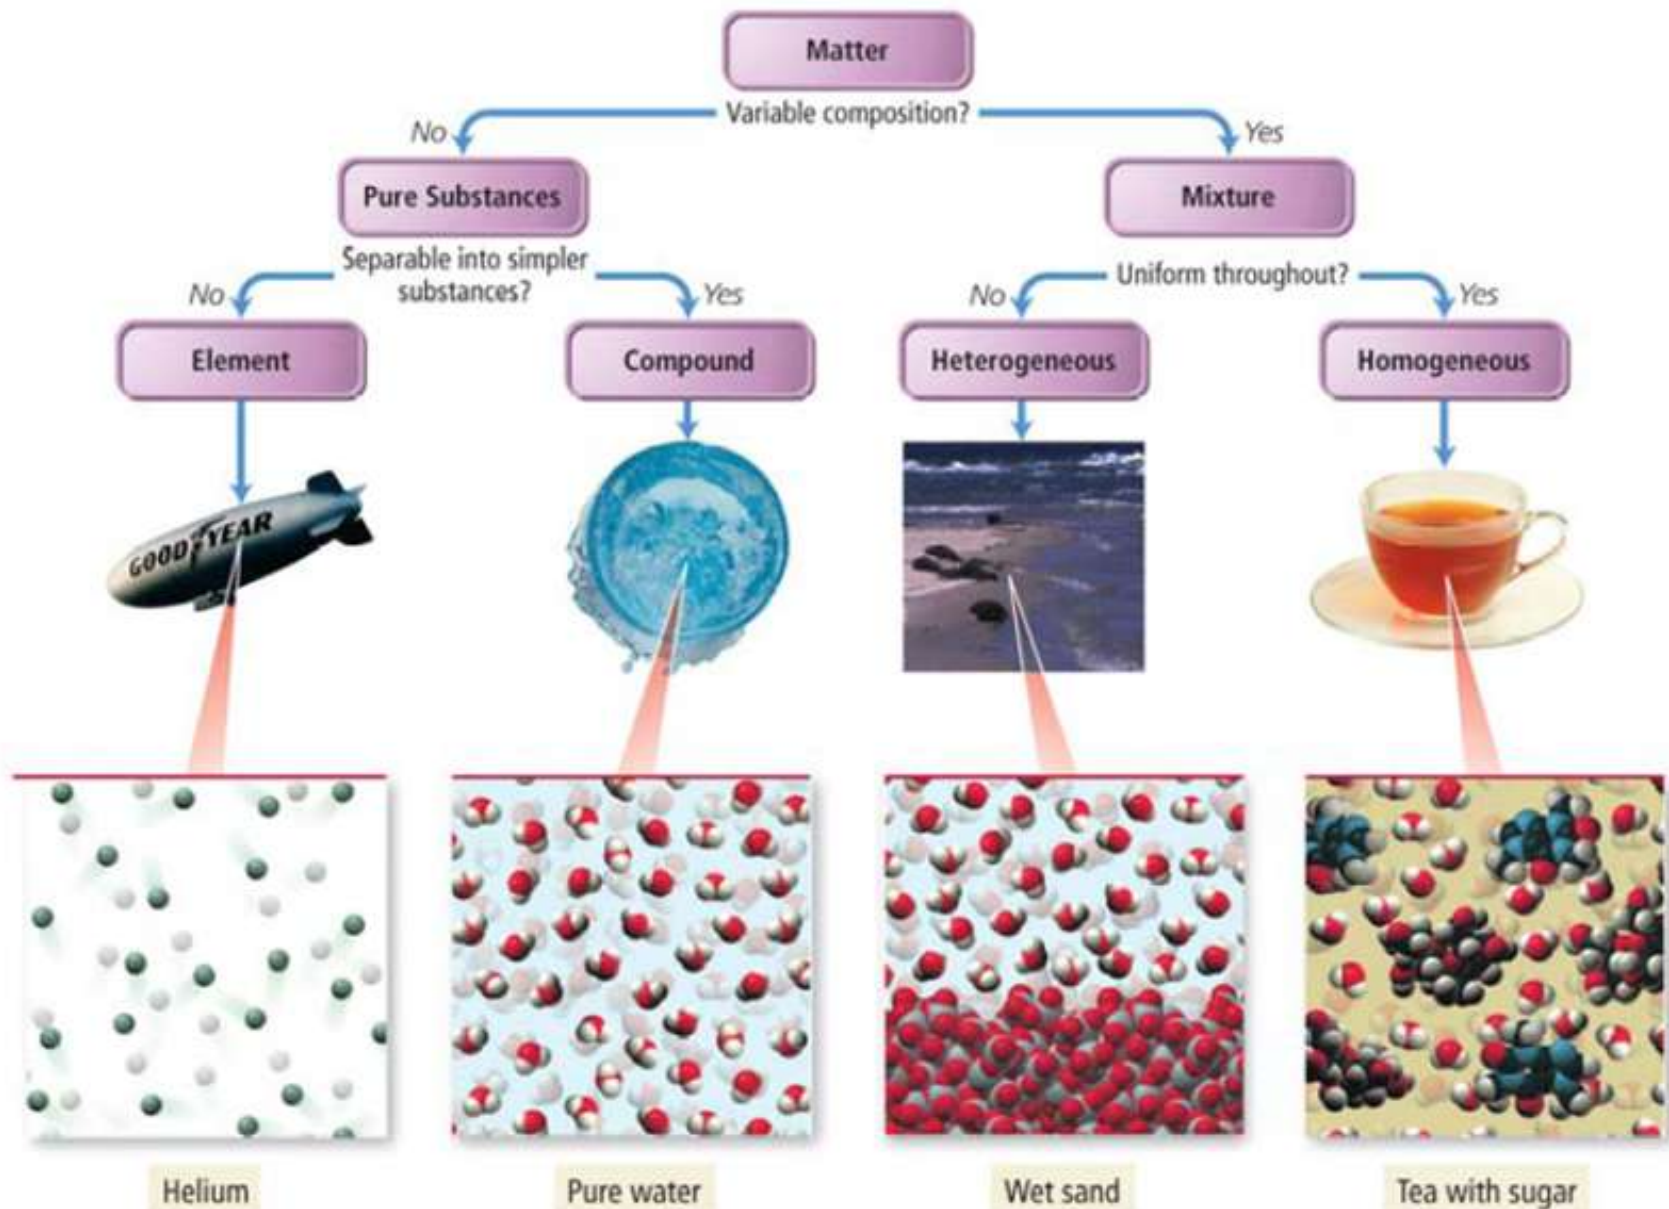 Matter
Variable composition?
No
Yes
Pure Substances
Mixture
Separable into simpler
substances?
Uniform throughout?
No
Yes
No
Yes
Element
Compound
Heterogeneous
Homogeneous
GOODYEAR
Helium
Pure water
Wet sand
Tea with sugar